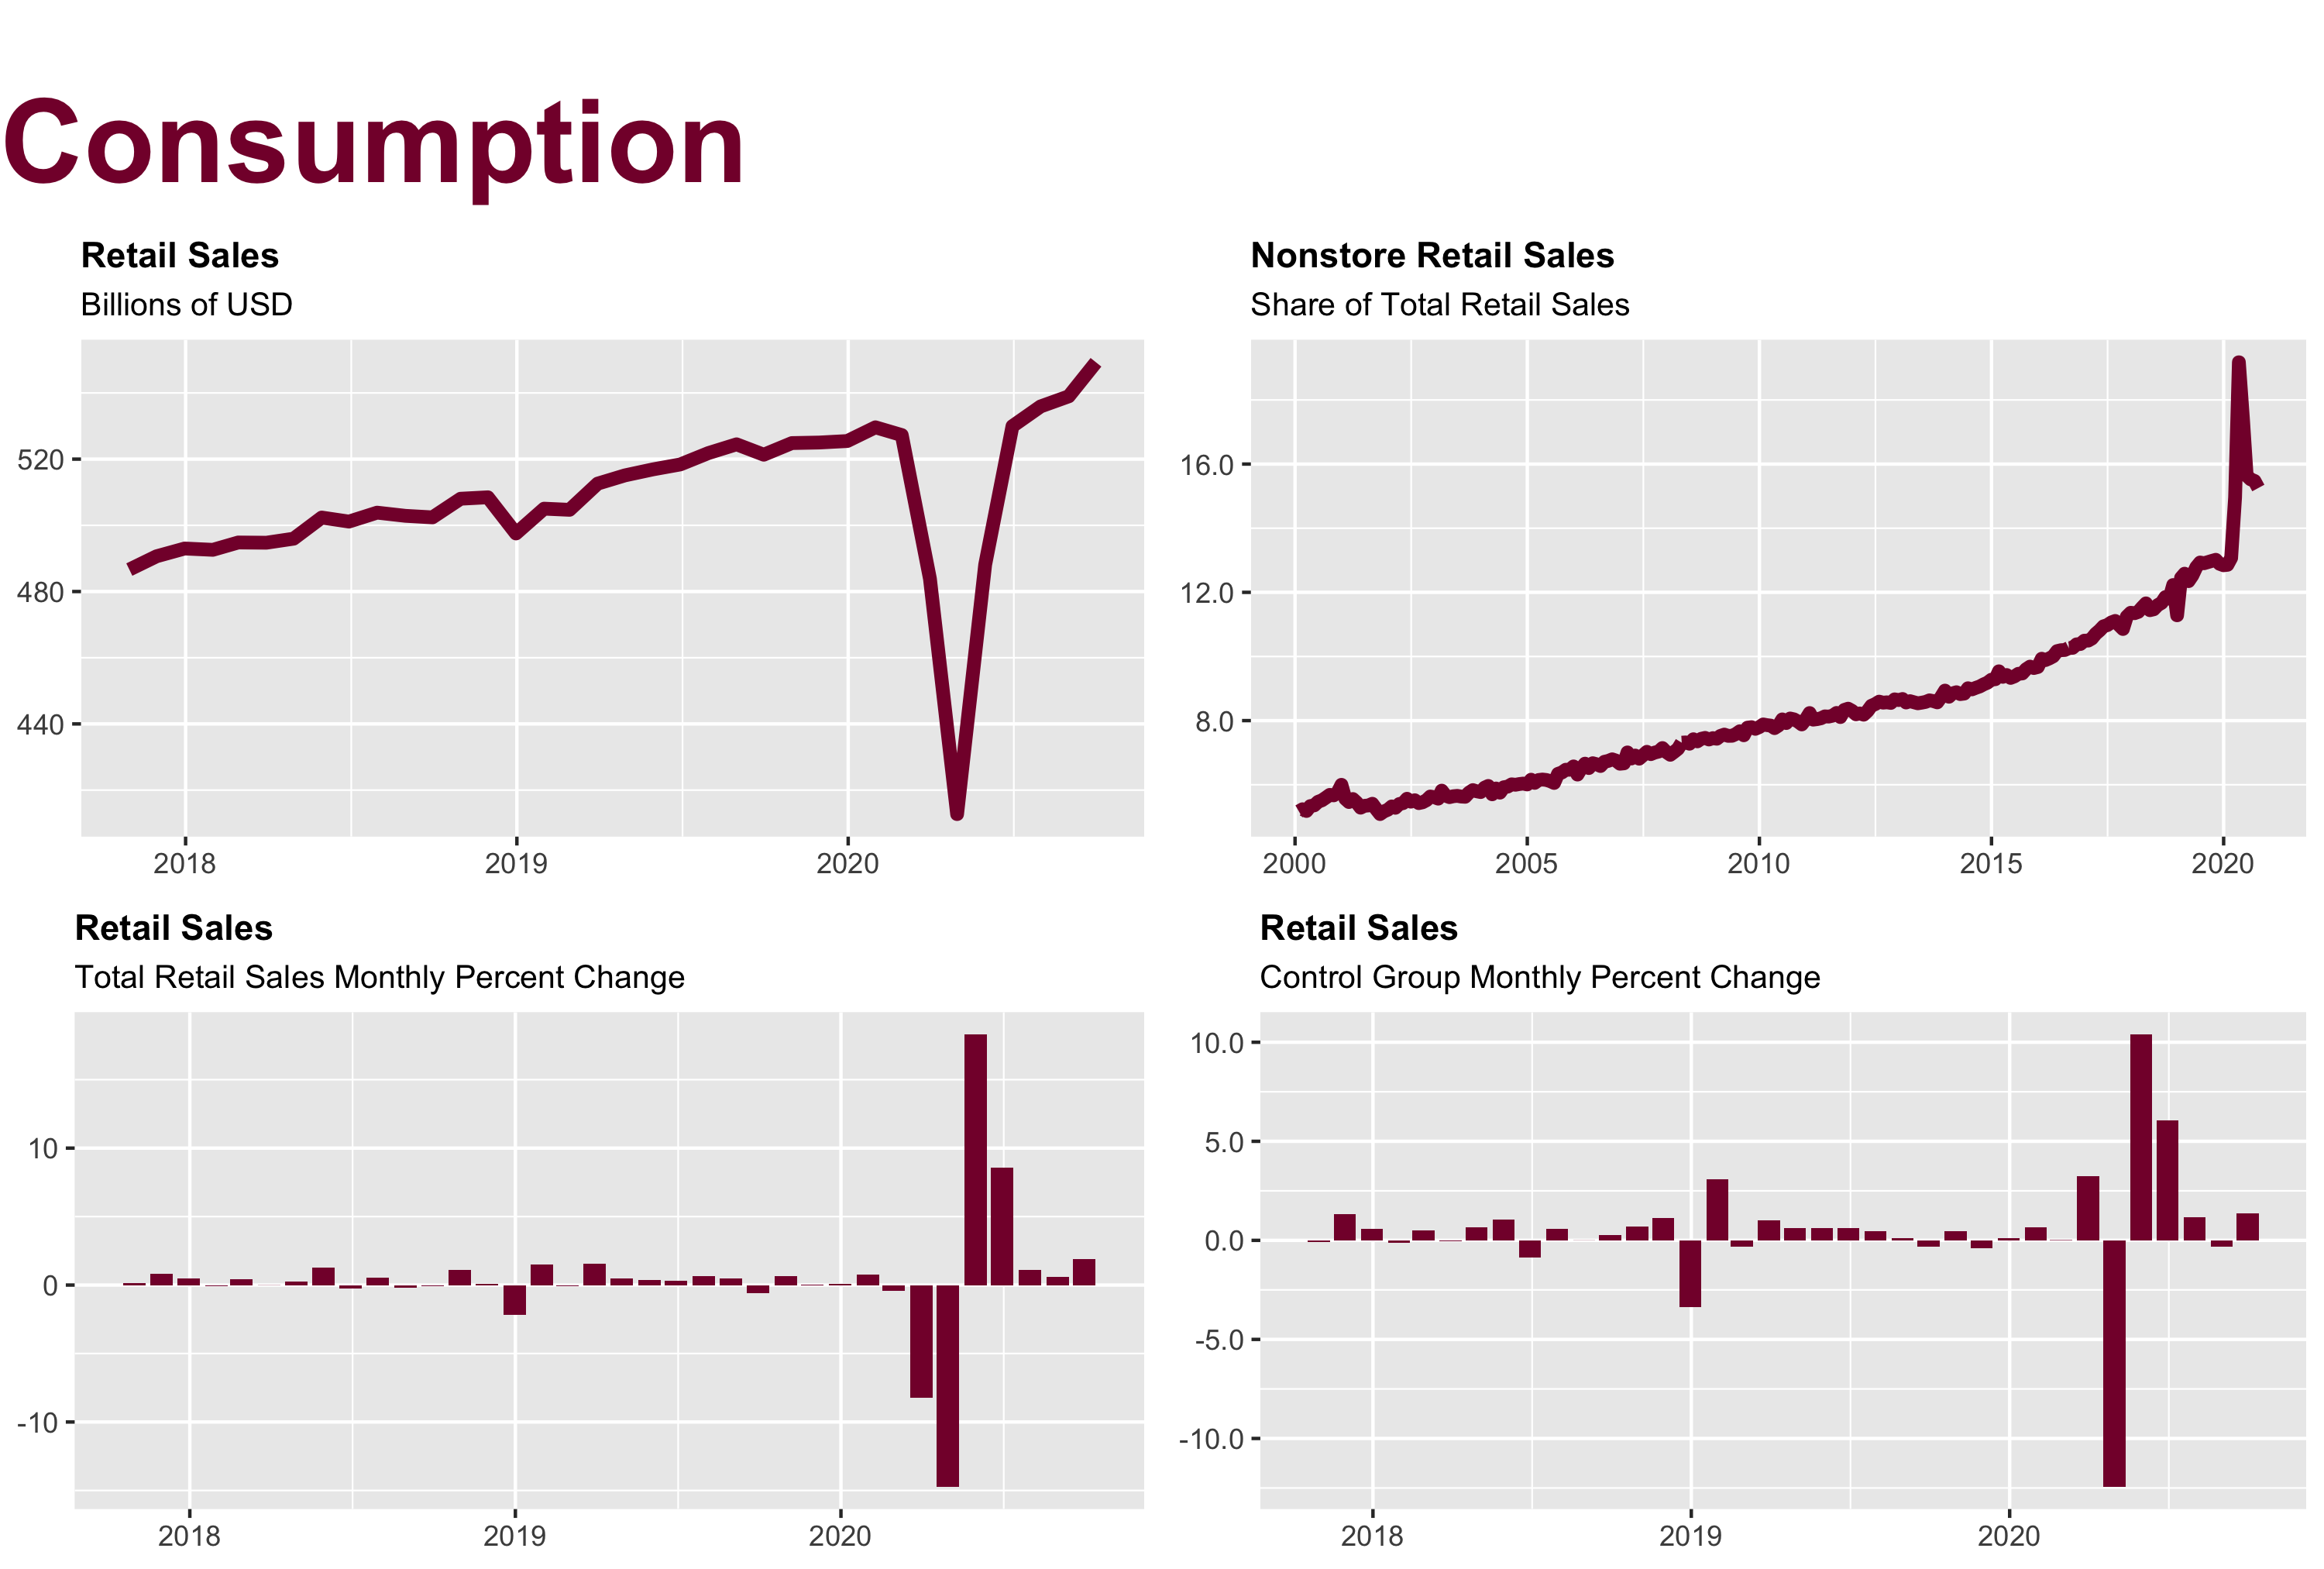 Consumption
Retail Sales
Billions of USD
520
480
440
2018 2019 2020
Nonstore Retail Sales
Share of Total Retail Sales
16.0
12.0
8.0
2000 2005 2010 2015 2020
Retail Sales
Total Retail Sales Monthly Percent Change
10
0
-10
2018 2019 2020
Retail Sales
Control Group Monthly Percent Change
10.0
5.0
0.0
-5.0
-10.0
2018 2019 2020